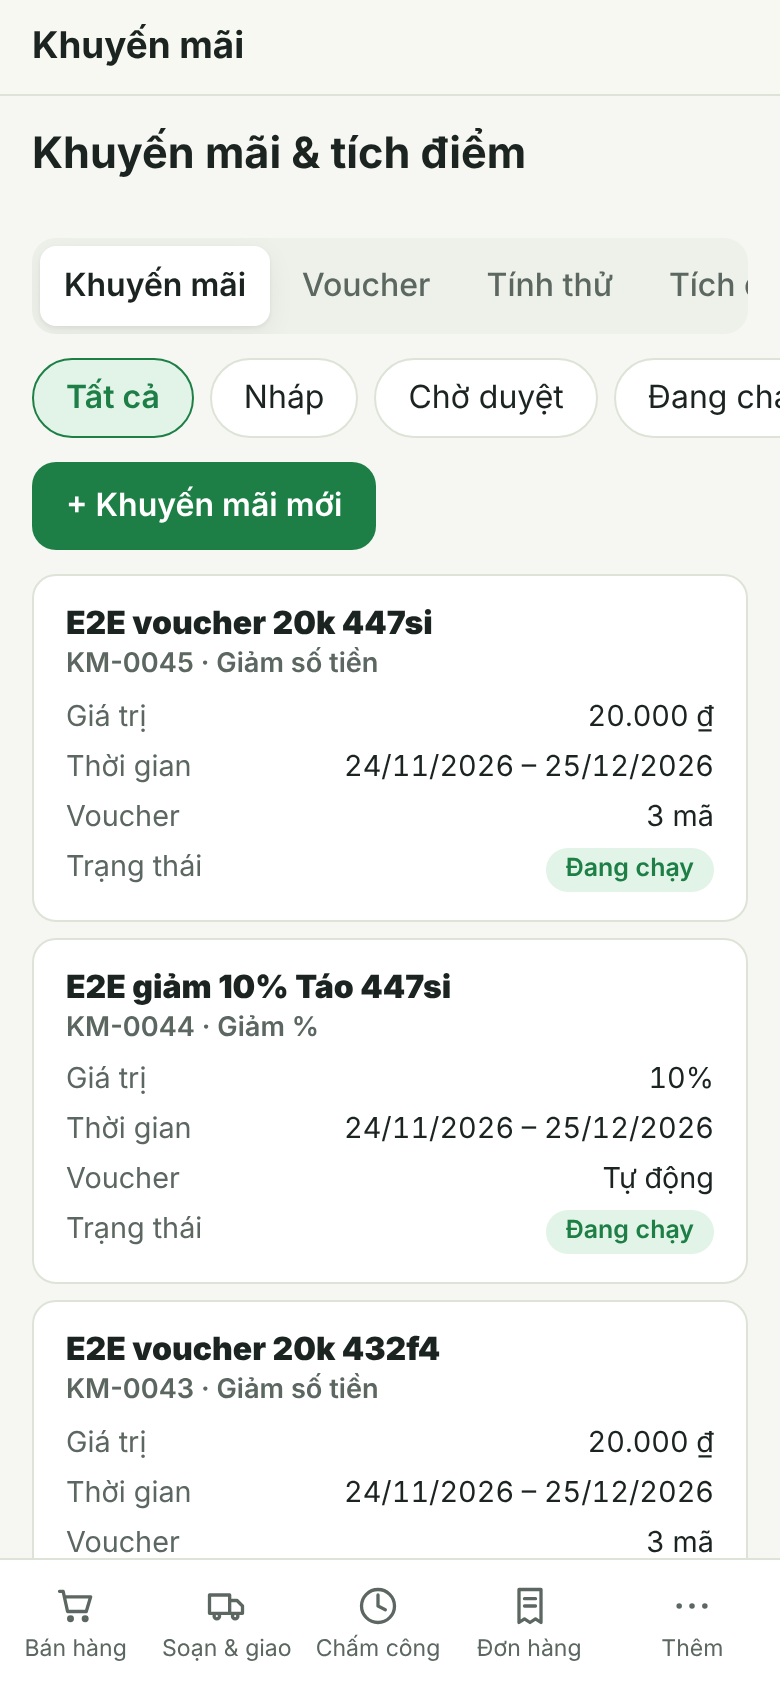 Khuyến mãi
Khuyến mãi & tích điểm
Khuyến mãi Voucher Tính thử Tích
Tất cả Nháp Chờ duyệt Đang
+ Khuyến mãi mới
E2E voucher 20k 447si
KM-0045 · Giảm số tiền
Giá trị 20.000 ₫
Thời gian 24/11/2026 – 25/12/2026
Voucher 3 mã
Trạng thái Đang chạy
E2E giảm 10% Táo 447si
KM-0044 · Giảm %
Giá trị 10%
Thời gian 24/11/2026 – 25/12/2026
Voucher Tự động
Trạng thái Đang chạy
E2E voucher 20k 432f4
KM-0043 · Giảm số tiền
Giá trị 20.000 ₫
Thời gian 24/11/2026 – 25/12/2026
Voucher 3 mã
Bán hàng Soạn & giao Chấm công Đơn hàng Thêm